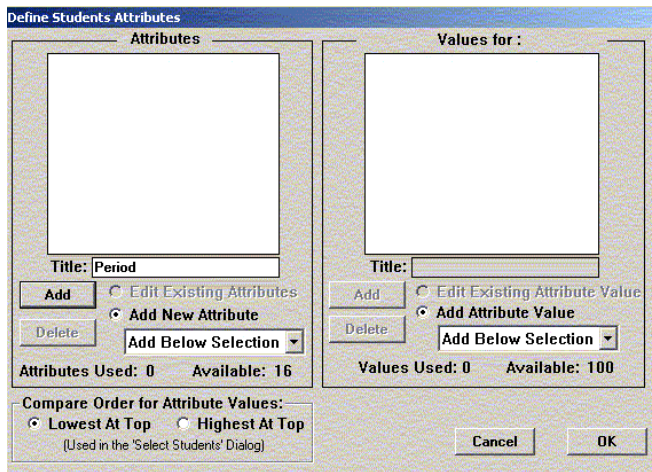 Define Students Attributes
Attributes
Title: Period
Add
Edit Existing Attributes
Add New Attribute
Delete
Add Below Selection
Attributes Used: 0 Available: 16
Values for :
Title:
Add
Edit Existing Attribute Value
Add Attribute Value
Delete
Add Below Selection
Values Used: 0 Available: 100
Compare Order for Attribute Values:
Lowest At Top Highest At Top
(Used in the 'Select Students' Dialog)
Cancel OK